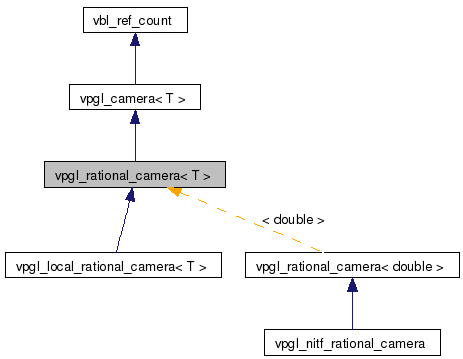 vbl_ref_count
vpgl_camera< T >
vpgl_rational_camera< T >
< double >
vpgl_local_rational_camera< T >
vpgl_rational_camera< double >
vpgl_nitf_rational_camera